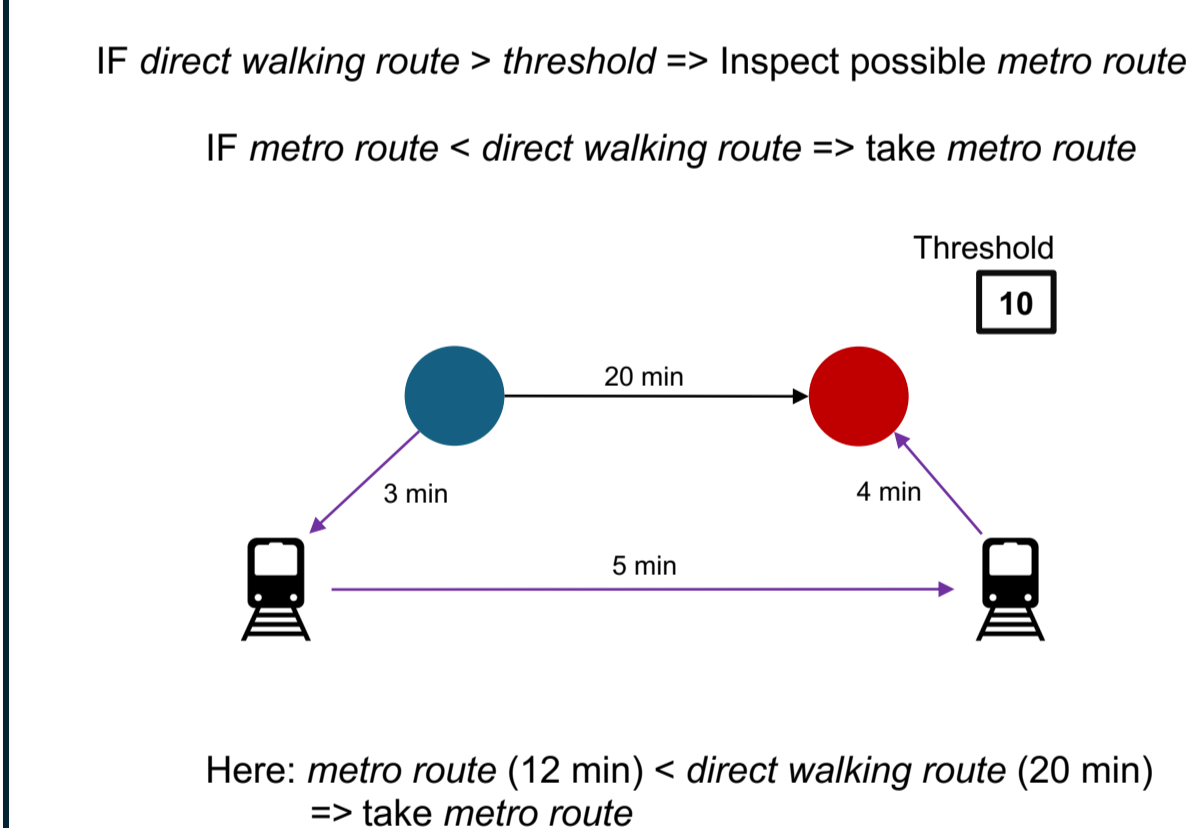 IF direct walking route > threshold => Inspect possible metro route
IF metro route < direct walking route => take metro route
Threshold
10
20 min
3 min
4 min
5 min
Here: metro route (12 min) < direct walking route (20 min)
=> take metro route